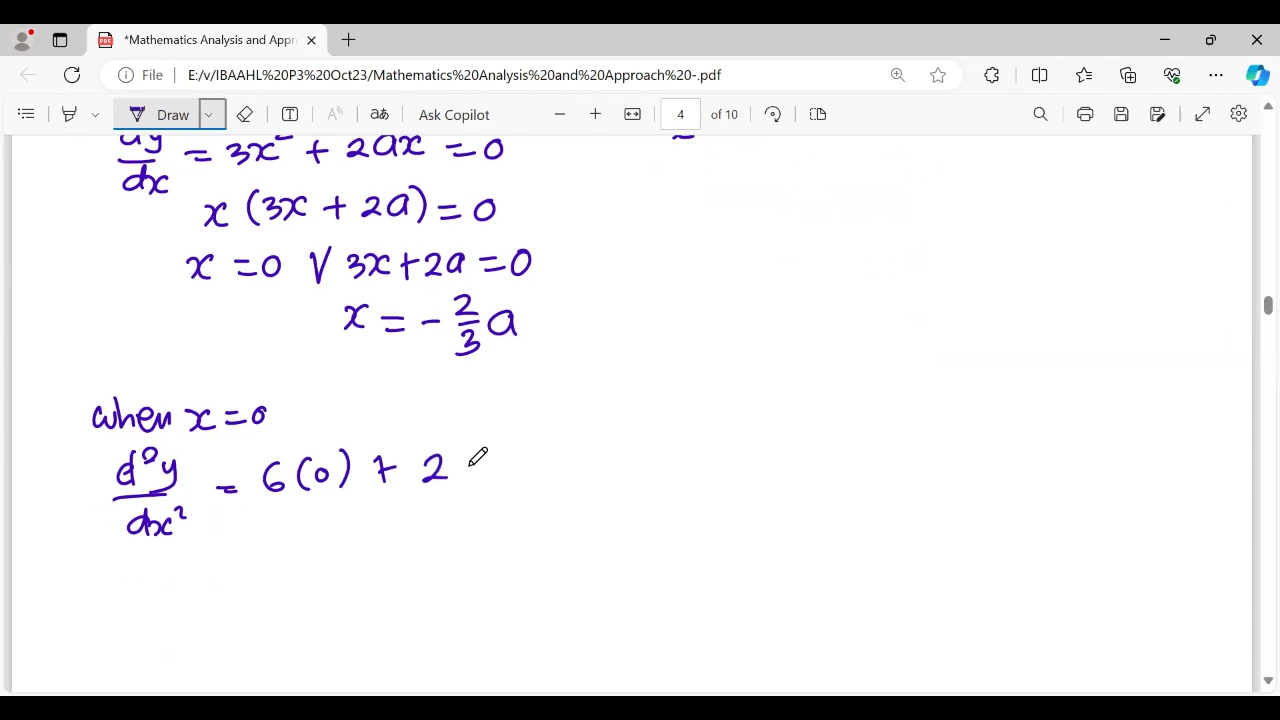 *Mathematics Analysis and Appr
File E:/v/IBAAHL%20P3%20Oct23/Mathematics%20Analysis%20and%20Approach%20-.pdf
Draw Ask Copilot 4 of 10
dy/dx = 3x² + 2ax = 0
x (3x + 2a) = 0
x = 0 V 3x + 2a = 0
x = - 2/3 a
when x = 0
d²y/dx² = 6(0) + 2